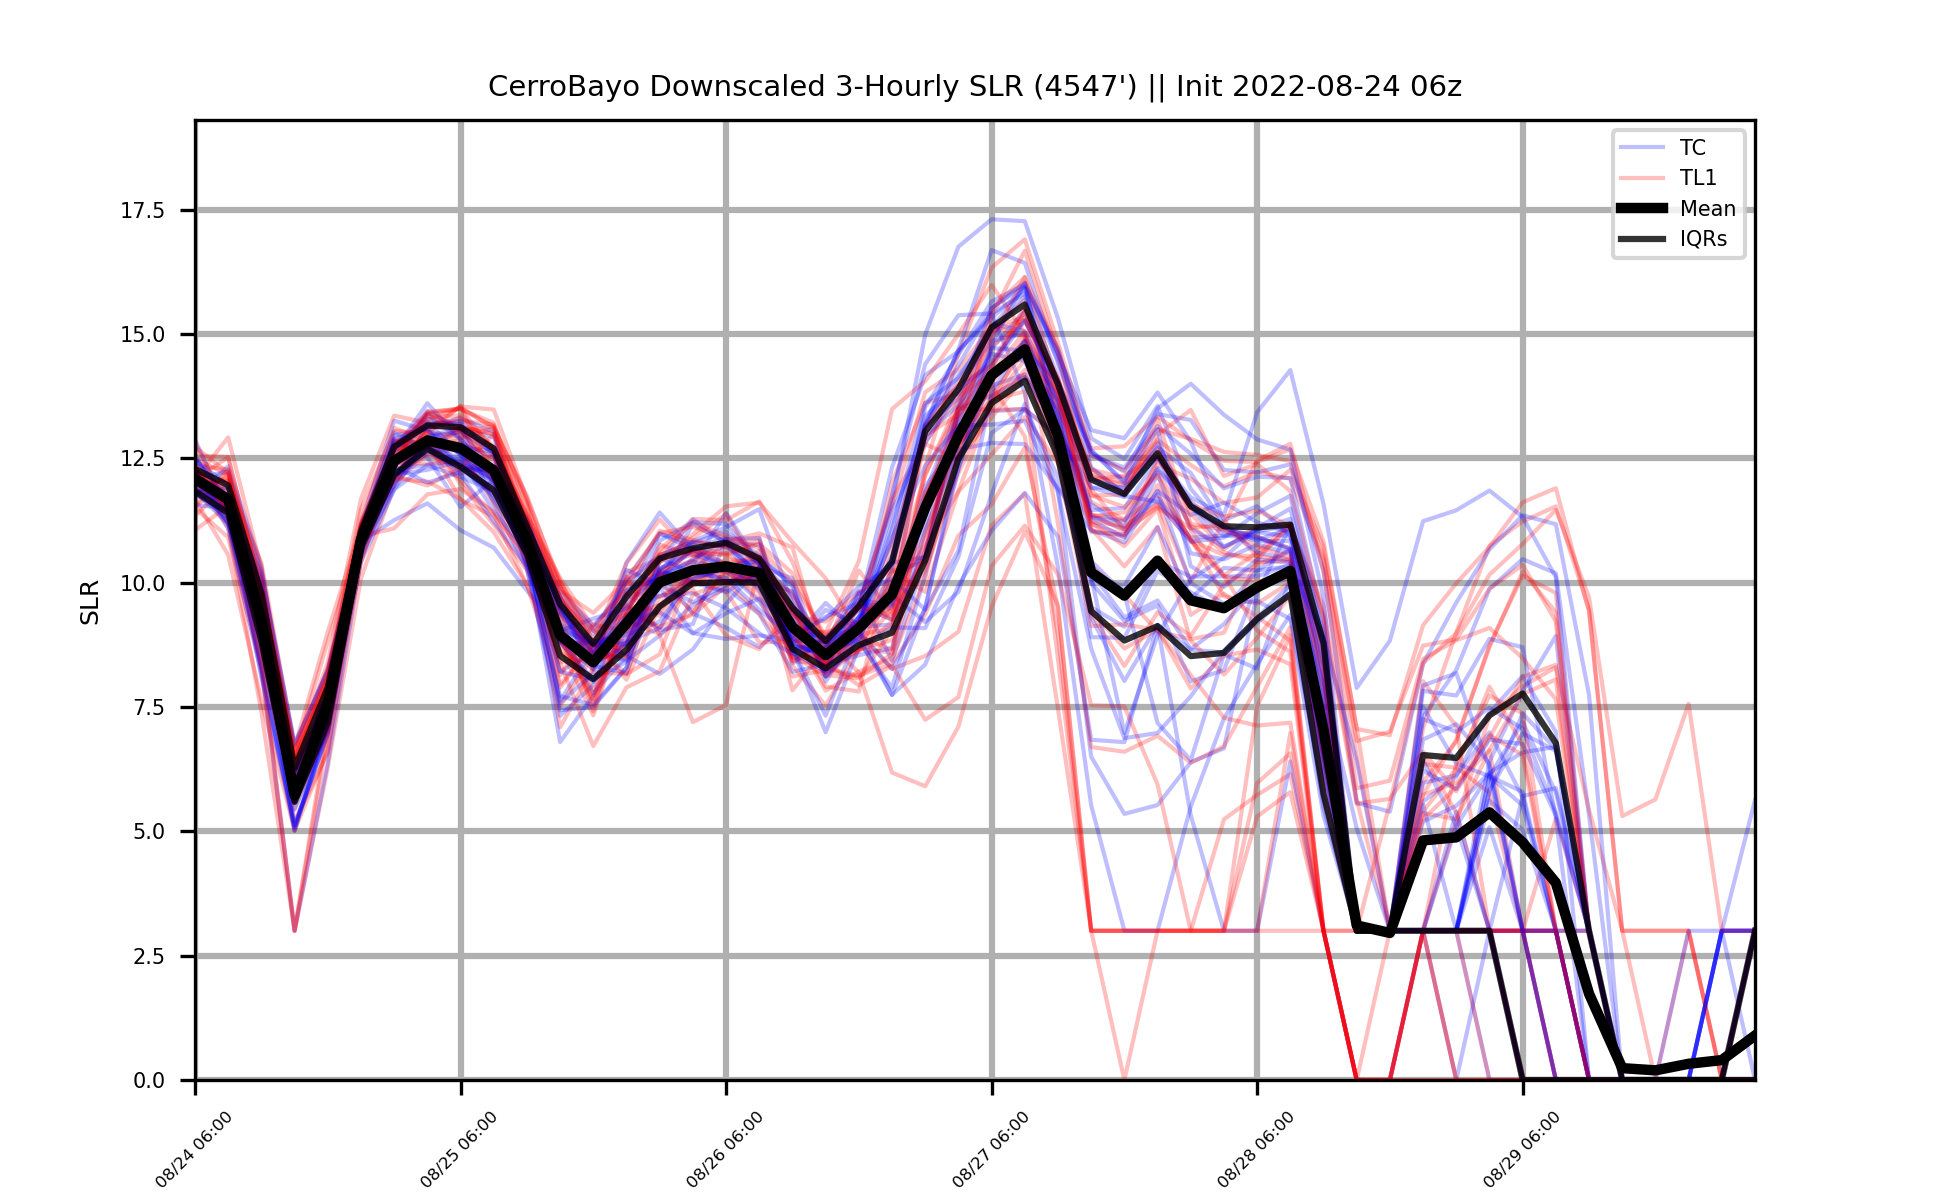 CerroBayo Downscaled 3-Hourly SLR (4547') || Init 2022-08-24 06z
TC
TL1
Mean
IQRs
17.5
15.0
12.5
10.0
7.5
5.0
2.5
0.0
SLR
08/24 06:00
08/25 06:00
08/26 06:00
08/27 06:00
08/28 06:00
08/29 06:00